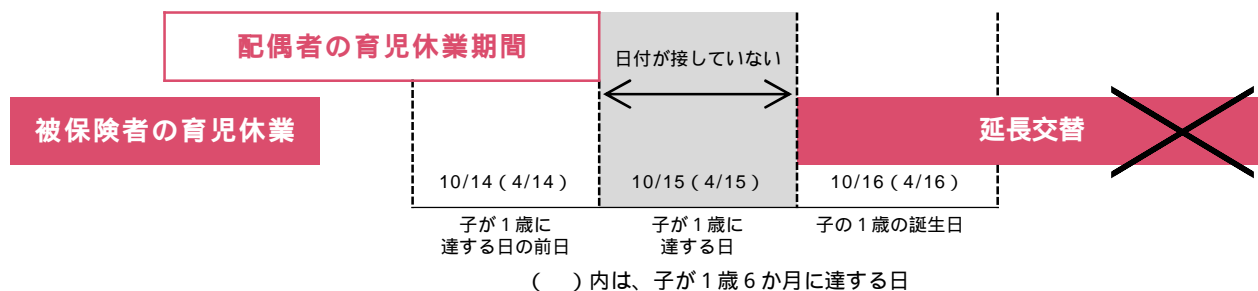 配偶者の育児休業期間
日付が接していない
被保険者の育児休業
延長交替
10/14（4/14）
10/15（4/15）
10/16（4/16）
子が１歳に
達する日の前日
子が１歳に
達する日
子の１歳の誕生日
（　）内は、子が１歳６か月に達する日